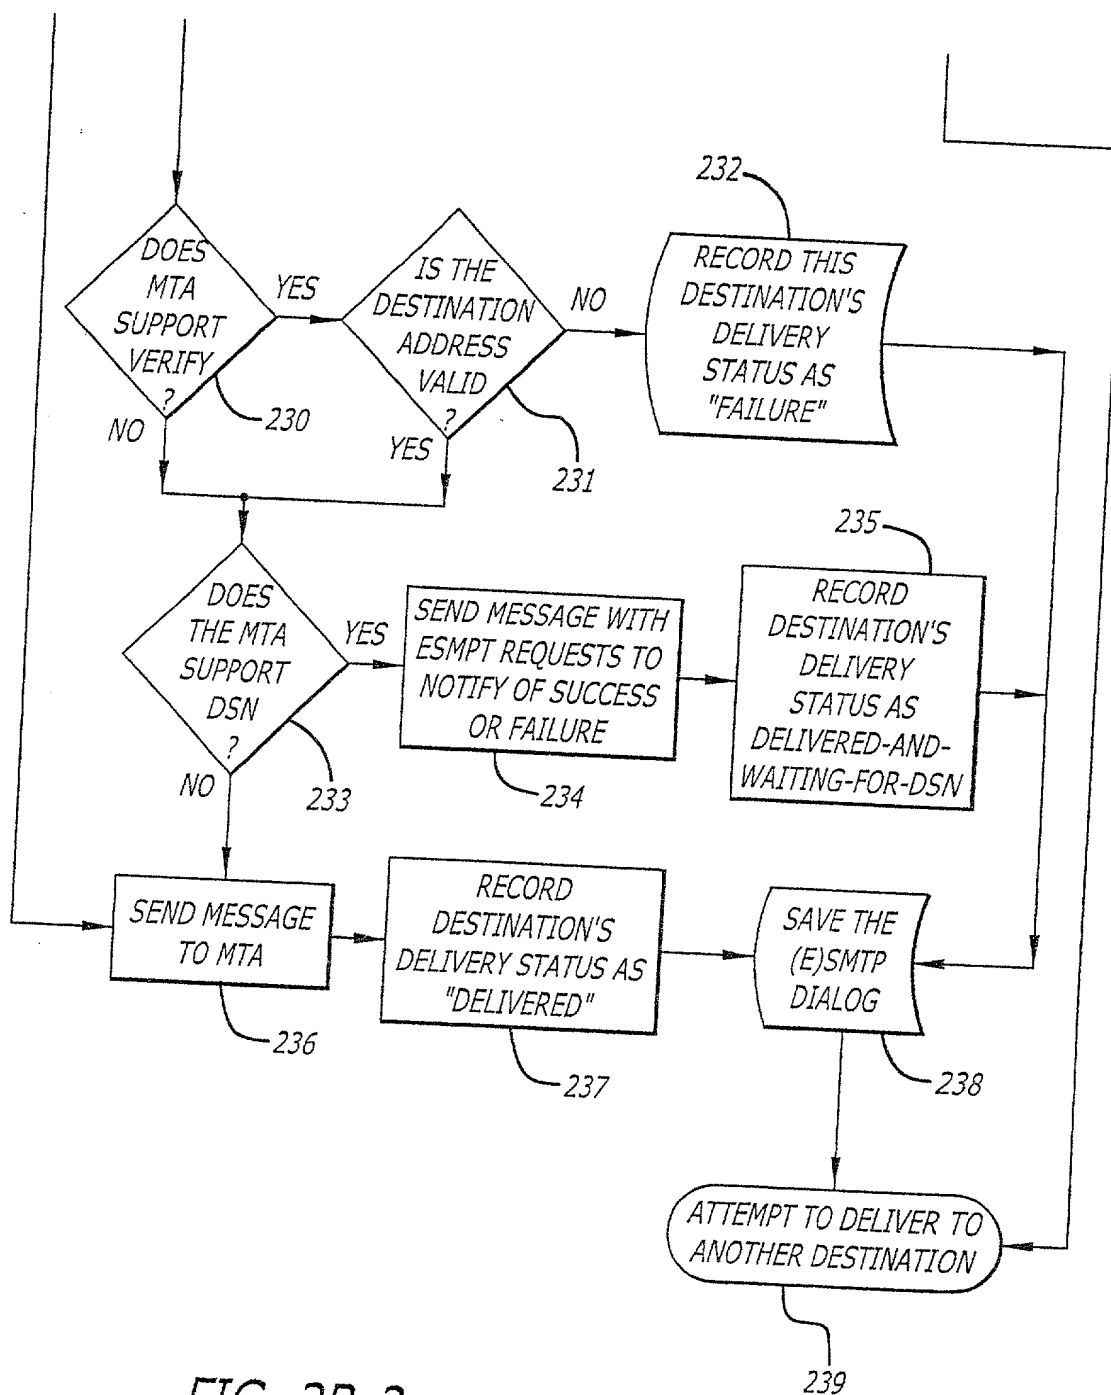 232
DOES
MTA
SUPPORT
VERIFY
?
YES
230
NO
IS THE
DESTINATION
ADDRESS
VALID
?
NO
YES
231
RECORD THIS
DESTINATION'S
DELIVERY
STATUS AS
"FAILURE"
235
DOES
THE MTA
SUPPORT
DSN
?
YES
NO
233
SEND MESSAGE WITH
ESMPT REQUESTS TO
NOTIFY OF SUCCESS
OR FAILURE
234
RECORD
DESTINATION'S
DELIVERY
STATUS AS
DELIVERED-AND-
WAITING-FOR-DSN
SEND MESSAGE
TO MTA
236
RECORD
DESTINATION'S
DELIVERY STATUS AS
"DELIVERED"
237
SAVE THE
(E)SMTP
DIALOG
238
ATTEMPT TO DELIVER TO
ANOTHER DESTINATION
239